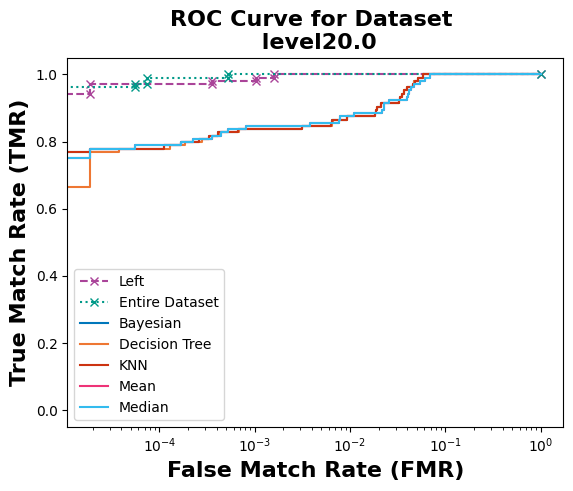 ROC Curve for Dataset
level20.0
True Match Rate (TMR)
1.0
0.8
0.6
0.4
0.2
0.0
Left
Entire Dataset
Bayesian
Decision Tree
KNN
Mean
Median
10⁻⁴
10⁻³
10⁻²
10⁻¹
10⁰
False Match Rate (FMR)